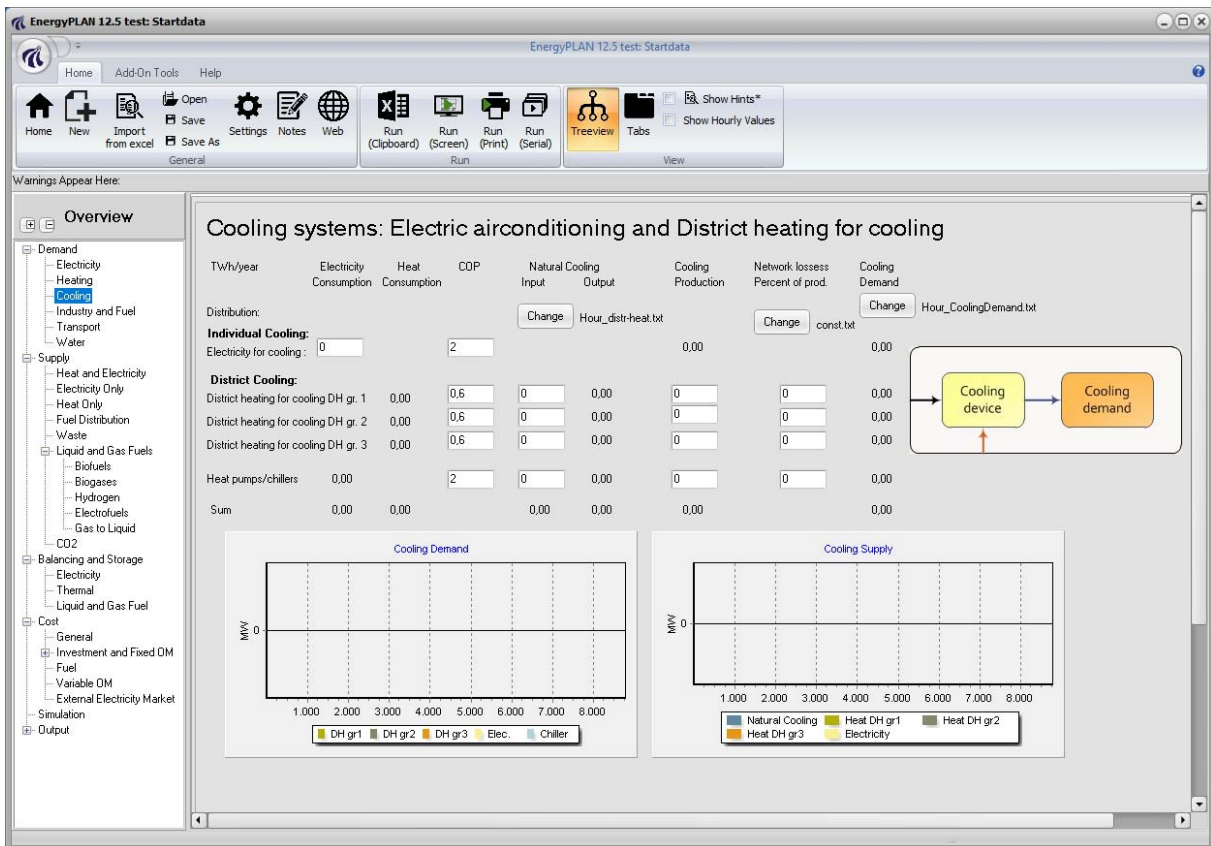 EnergyPLAN 12.5 test: Startdata
EnergyPLAN 12.5 test: Startdata
Home Add-On Tools Help
Home
New
Import from excel
Open
Save
Save As
Settings
Notes
Web
General
Run (Clipboard)
Run (Screen)
Run (Print)
Run (Serial)
Run
Treeview
Tabs
Show Hints*
Show Hourly Values
View
Warnings Appear Here:
Overview
Demand
Electricity
Heating
Cooling
Industry and Fuel
Transport
Water
Supply
Heat and Electricity
Electricity Only
Heat Only
Fuel Distribution
Waste
Liquid and Gas Fuels
Biofuels
Biogases
Hydrogen
Electrofuels
Gas to Liquid
CO2
Balancing and Storage
Electricity
Thermal
Liquid and Gas Fuel
Cost
General
Investment and Fixed OM
Fuel
Variable OM
External Electricity Market
Simulation
Output
Cooling systems: Electric airconditioning and District heating for cooling
TWh/year Electricity Heat COP Natural Cooling Cooling Network lossess Cooling
Consumption Consumption Input Output Production Percent of prod. Demand
Distribution: Change Hour_distr-heat.txt Change const.txt Change Hour_CoolingDemand.txt
Individual Cooling:
Electricity for cooling : 0 2 0,00 0,00
District Cooling:
District heating for cooling DH gr. 1 0,00 0,6 0 0,00 0 0 0,00
District heating for cooling DH gr. 2 0,00 0,6 0 0,00 0 0 0,00
District heating for cooling DH gr. 3 0,00 0,6 0 0,00 0 0 0,00
Heat pumps/chillers 0,00 2 0 0,00 0 0 0,00
Sum 0,00 0,00 0,00 0,00 0,00 0,00
Cooling device
Cooling demand
Cooling Demand
MW
0
1.000 2.000 3.000 4.000 5.000 6.000 7.000 8.000
DH gr1 DH gr2 DH gr3 Elec. Chiller
Cooling Supply
MW
0
1.000 2.000 3.000 4.000 5.000 6.000 7.000 8.000
Natural Cooling Heat DH gr1 Heat DH gr2
Heat DH gr3 Electricity